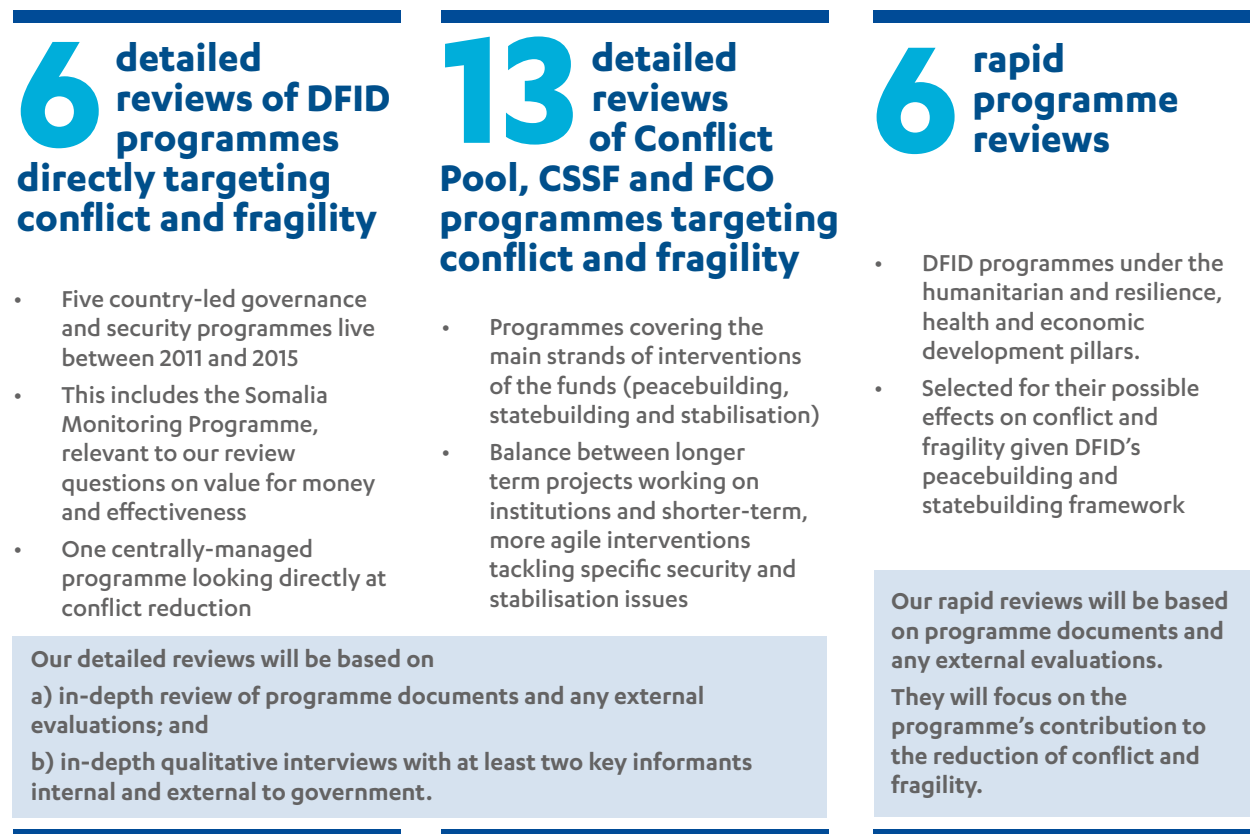 6 detailed
reviews of DFID
programmes
directly targeting
conflict and fragility
• Five country-led governance
and security programmes live
between 2011 and 2015
• This includes the Somalia
Monitoring Programme,
relevant to our review
questions on value for money
and effectiveness
• One centrally-managed
programme looking directly at
conflict reduction
13 detailed
reviews
of Conflict
Pool, CSSF and FCO
programmes targeting
conflict and fragility
• Programmes covering the
main strands of interventions
of the funds (peacebuilding,
statebuilding and stabilisation)
• Balance between longer
term projects working on
institutions and shorter-term,
more agile interventions
tackling specific security and
stabilisation issues
Our detailed reviews will be based on
a) in-depth review of programme documents and any external
evaluations; and
b) in-depth qualitative interviews with at least two key informants
internal and external to government.
6 rapid
programme
reviews
• DFID programmes under the
humanitarian and resilience,
health and economic
development pillars.
• Selected for their possible
effects on conflict and
fragility given DFID's
peacebuilding and
statebuilding framework
Our rapid reviews will be based
on programme documents and
any external evaluations.
They will focus on the
programme's contribution to
the reduction of conflict and
fragility.